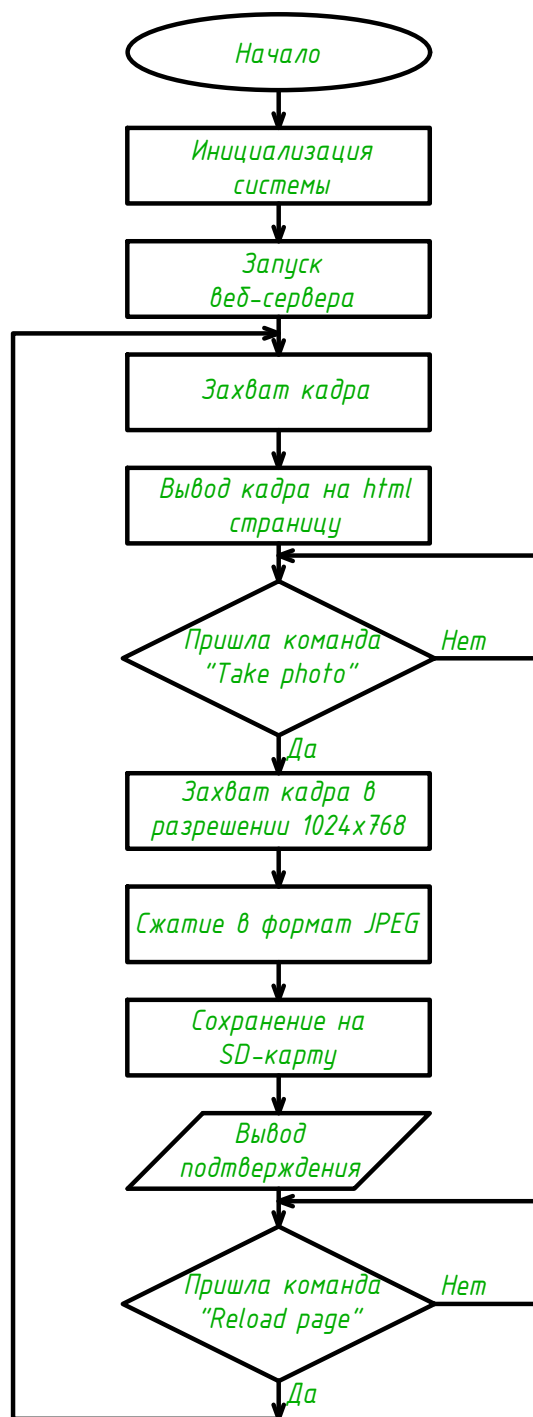 Начало
Инициализация
системы
Запуск
веб-сервера
Захват кадра
Вывод кадра на html
страницу
Пришла команда
"Take photo"
Нет
Да
Захват кадра в
разрешении 1024x768
Сжатие в формат JPEG
Сохранение на
SD-карту
Вывод
подтверждения
Пришла команда
"Reload page"
Нет
Да